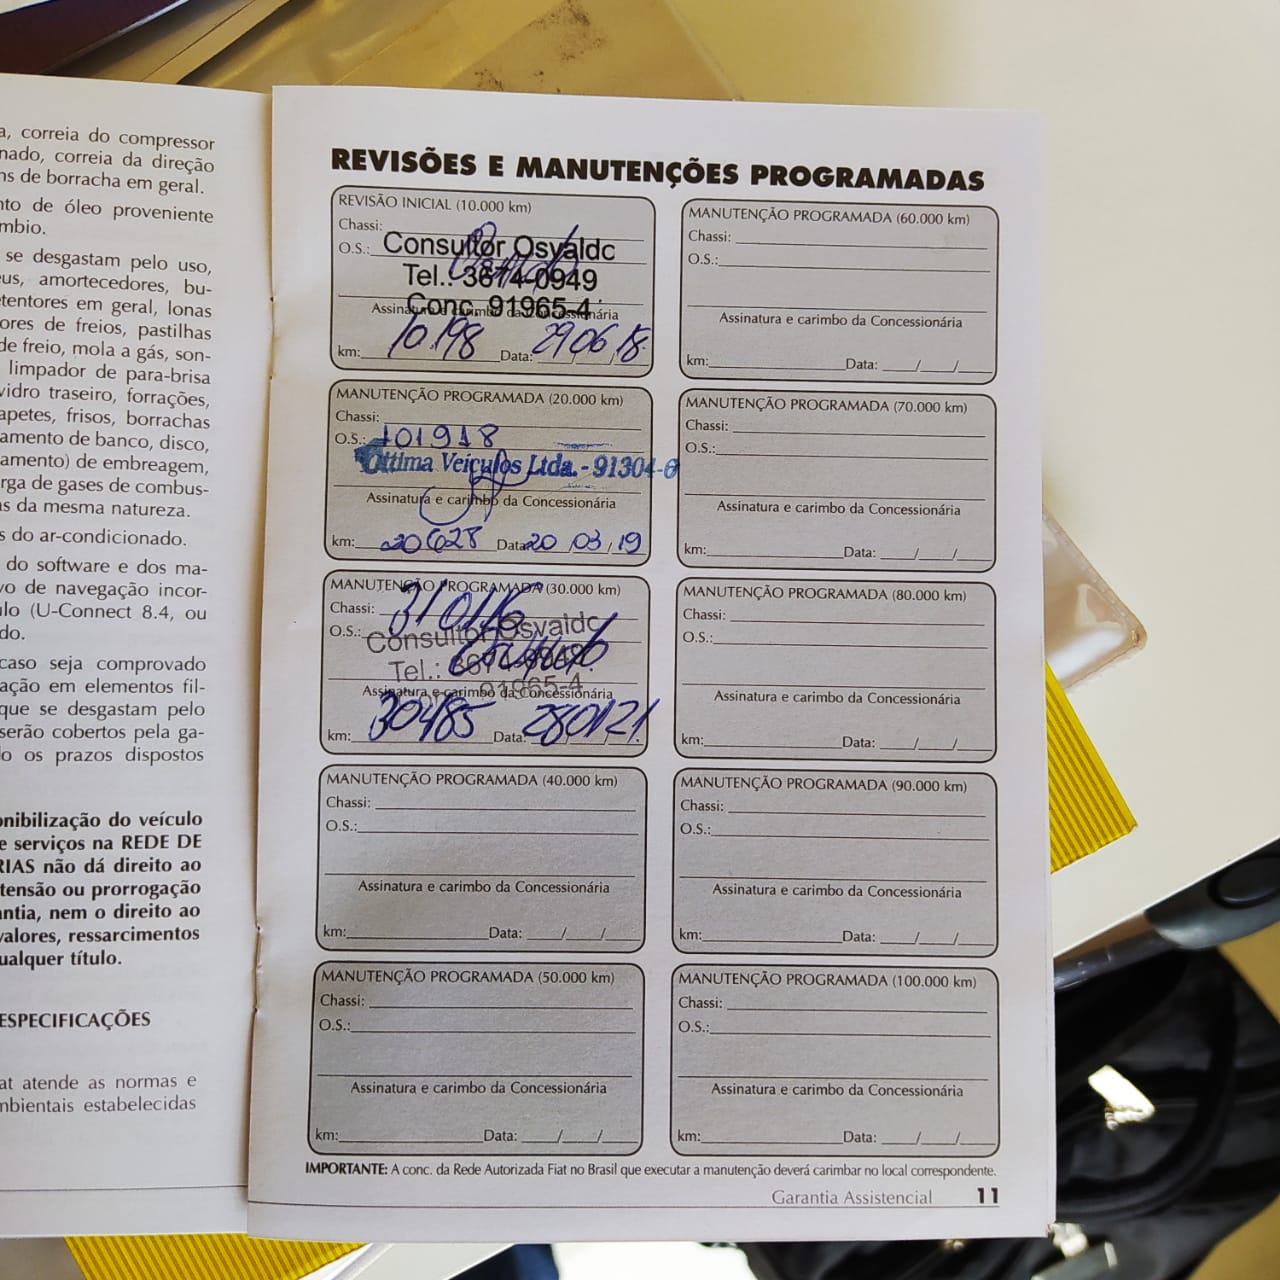 a, correia do compressor
nado, correia da direção
ns de borracha em geral.
nto de óleo proveniente
mbio.
se desgastam pelo uso,
eus, amortecedores, bu-
etentores em geral, lonas
ores de freios, pastilhas
de freio, mola a gás, son-
limpador de para-brisa
vidro traseiro, forrações,
apetes, frisos, borrachas
amento de banco, disco,
amento) de embreagem,
rga de gases de combus-
as da mesma natureza.
s do ar-condicionado.
do software e dos ma-
vo de navegação incor-
ulo (U-Connect 8.4, ou
do.
caso seja comprovado
ação em elementos fil-
que se desgastam pelo
serão cobertos pela ga-
do os prazos dispostos
onibilização do veículo
e serviços na REDE DE
RIAS não dá direito ao
tensão ou prorrogação
antia, nem o direito ao
valores, ressarcimentos
ualquer título.
ESPECIFICAÇÕES
at atende as normas e
mbientais estabelecidas
REVISÕES E MANUTENÇÕES PROGRAMADAS
REVISÃO INICIAL (10.000 km)
Chassi:
O.S.:
Consultor Osvaldo
Tel.: 3674-0949
Conc. 91965-4
Assinatura e carimbo da Concessionária
km: 10.198 Data: 29/06/18
MANUTENÇÃO PROGRAMADA (20.000 km)
Chassi:
O.S.: 101918
Ottima Veículos Ltda. - 91304-6
Assinatura e carimbo da Concessionária
km: 20628 Data: 20/03/19
MANUTENÇÃO PROGRAMADA (30.000 km)
Chassi:
O.S.:
Consultor Osvaldo
Tel.: 3674-0949
91965-4
Assinatura e carimbo da Concessionária
km: 30485 Data: 28/01/21
MANUTENÇÃO PROGRAMADA (40.000 km)
Chassi:
O.S.:
Assinatura e carimbo da Concessionária
km: Data: / /
MANUTENÇÃO PROGRAMADA (50.000 km)
Chassi:
O.S.:
Assinatura e carimbo da Concessionária
km: Data: / /
MANUTENÇÃO PROGRAMADA (60.000 km)
Chassi:
O.S.:
Assinatura e carimbo da Concessionária
km: Data: / /
MANUTENÇÃO PROGRAMADA (70.000 km)
Chassi:
O.S.:
Assinatura e carimbo da Concessionária
km: Data: / /
MANUTENÇÃO PROGRAMADA (80.000 km)
Chassi:
O.S.:
Assinatura e carimbo da Concessionária
km: Data: / /
MANUTENÇÃO PROGRAMADA (90.000 km)
Chassi:
O.S.:
Assinatura e carimbo da Concessionária
km: Data: / /
MANUTENÇÃO PROGRAMADA (100.000 km)
Chassi:
O.S.:
Assinatura e carimbo da Concessionária
km: Data: / /
IMPORTANTE: A conc. da Rede Autorizada Fiat no Brasil que executar a manutenção deverá carimbar no local correspondente.
Garantia Assistencial 11